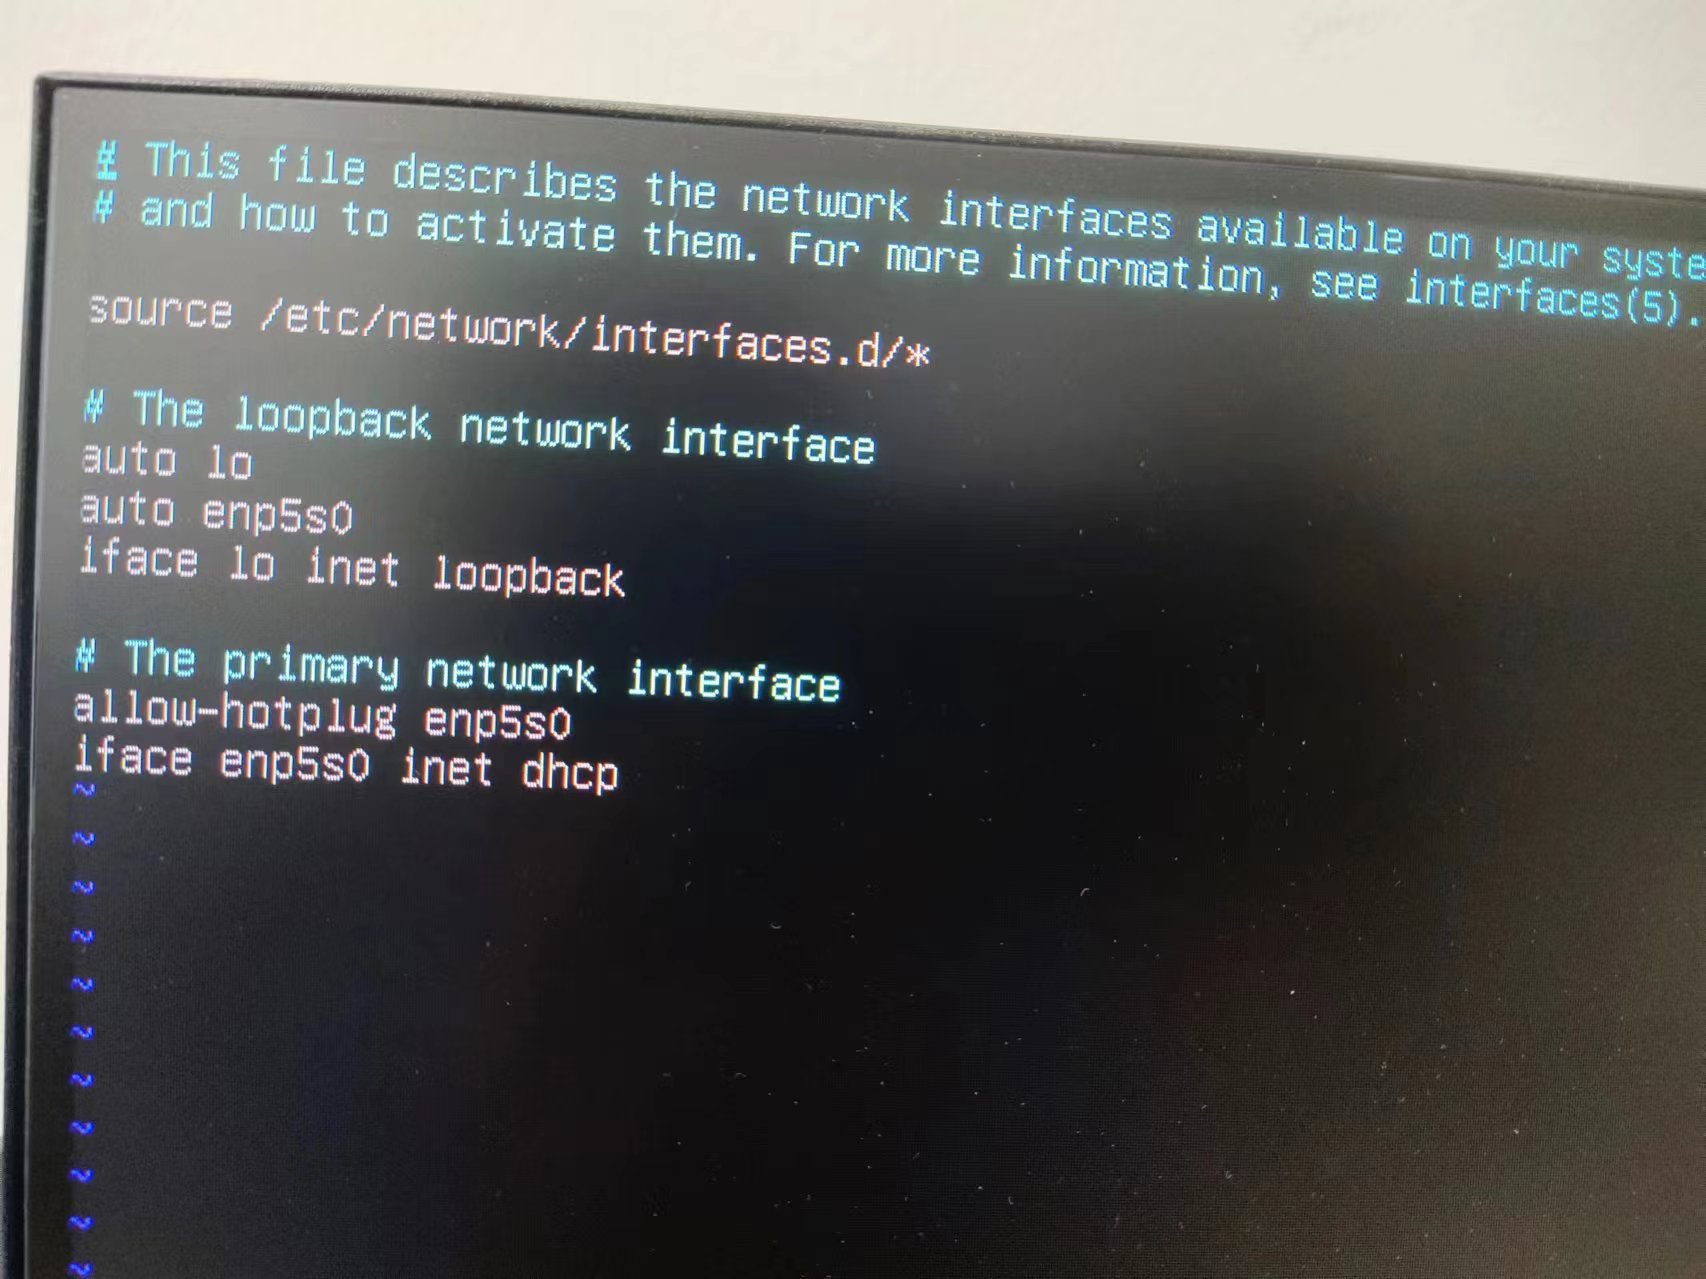 # This file describes the network interfaces available on your syste
# and how to activate them. For more information, see interfaces(5).
source /etc/network/interfaces.d/*
# The loopback network interface
auto lo
auto enp5s0
iface lo inet loopback
# The primary network interface
allow-hotplug enp5s0
iface enp5s0 inet dhcp
~
~
~
~
~
~
~
~
~
~
~